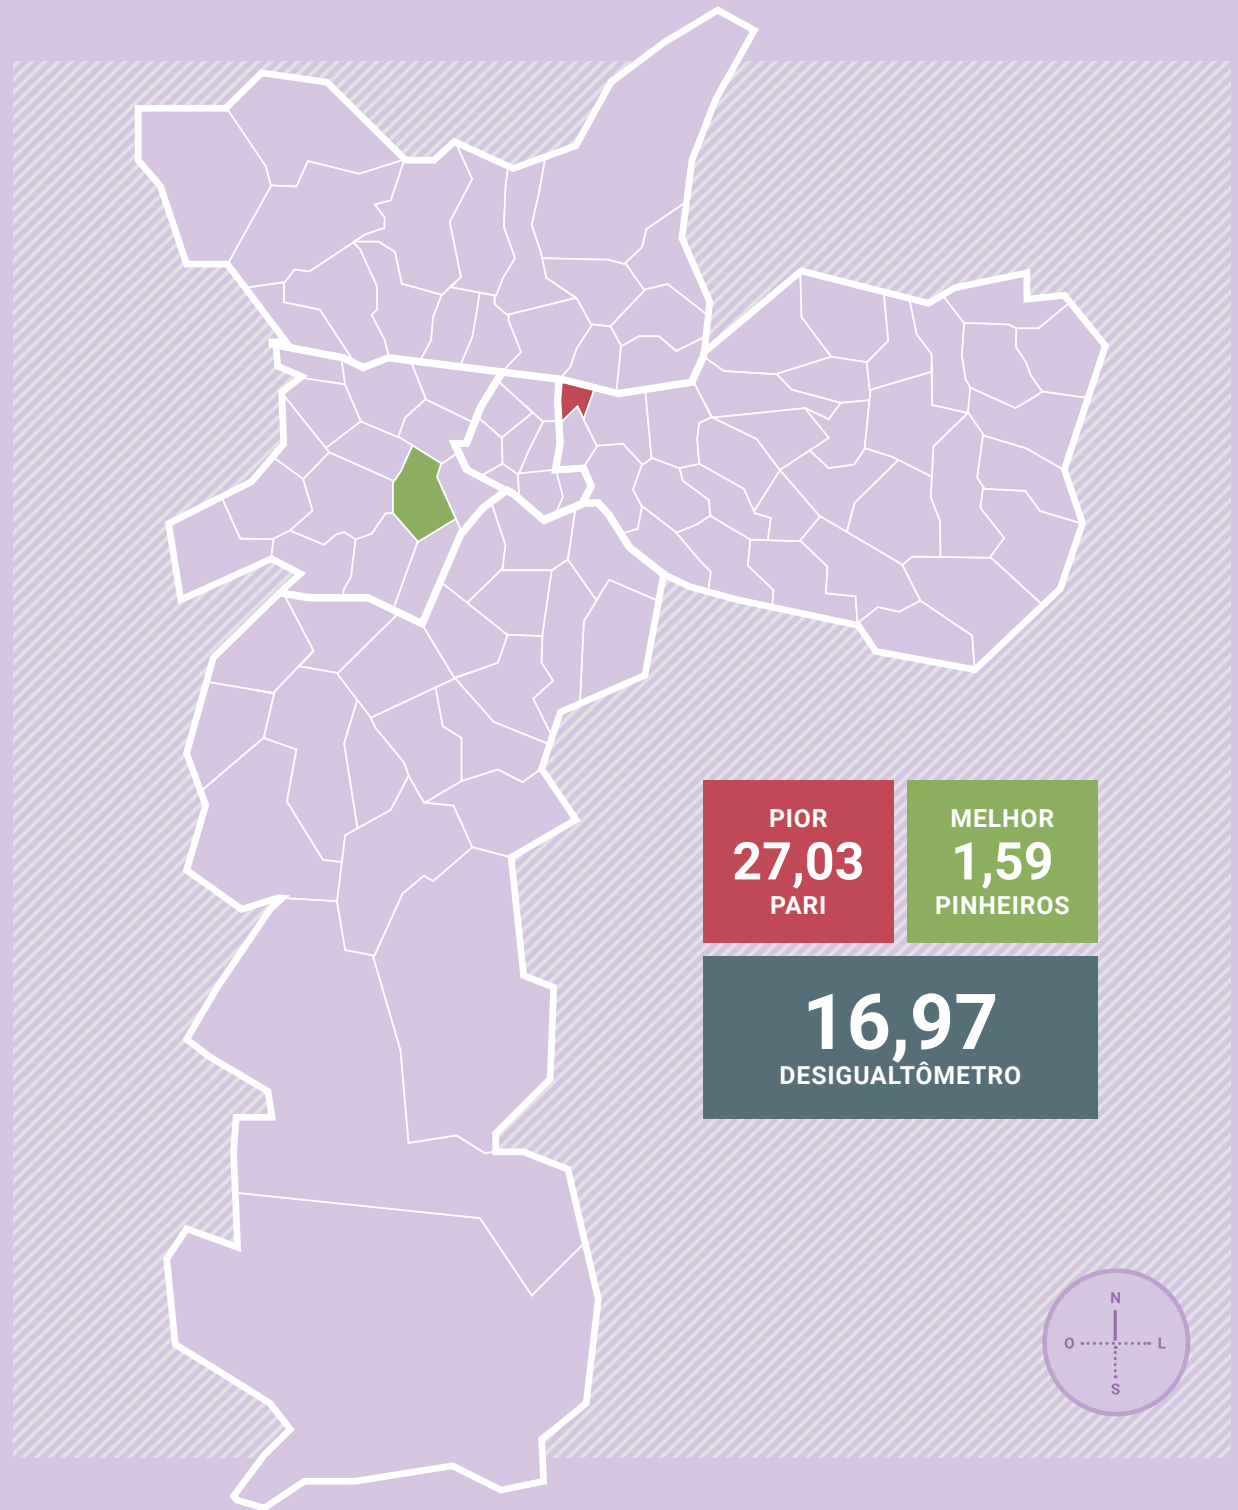 PIOR
27,03
PARI
MELHOR
1,59
PINHEIROS
16,97
DESIGUALTÔMETRO
N
O L
S